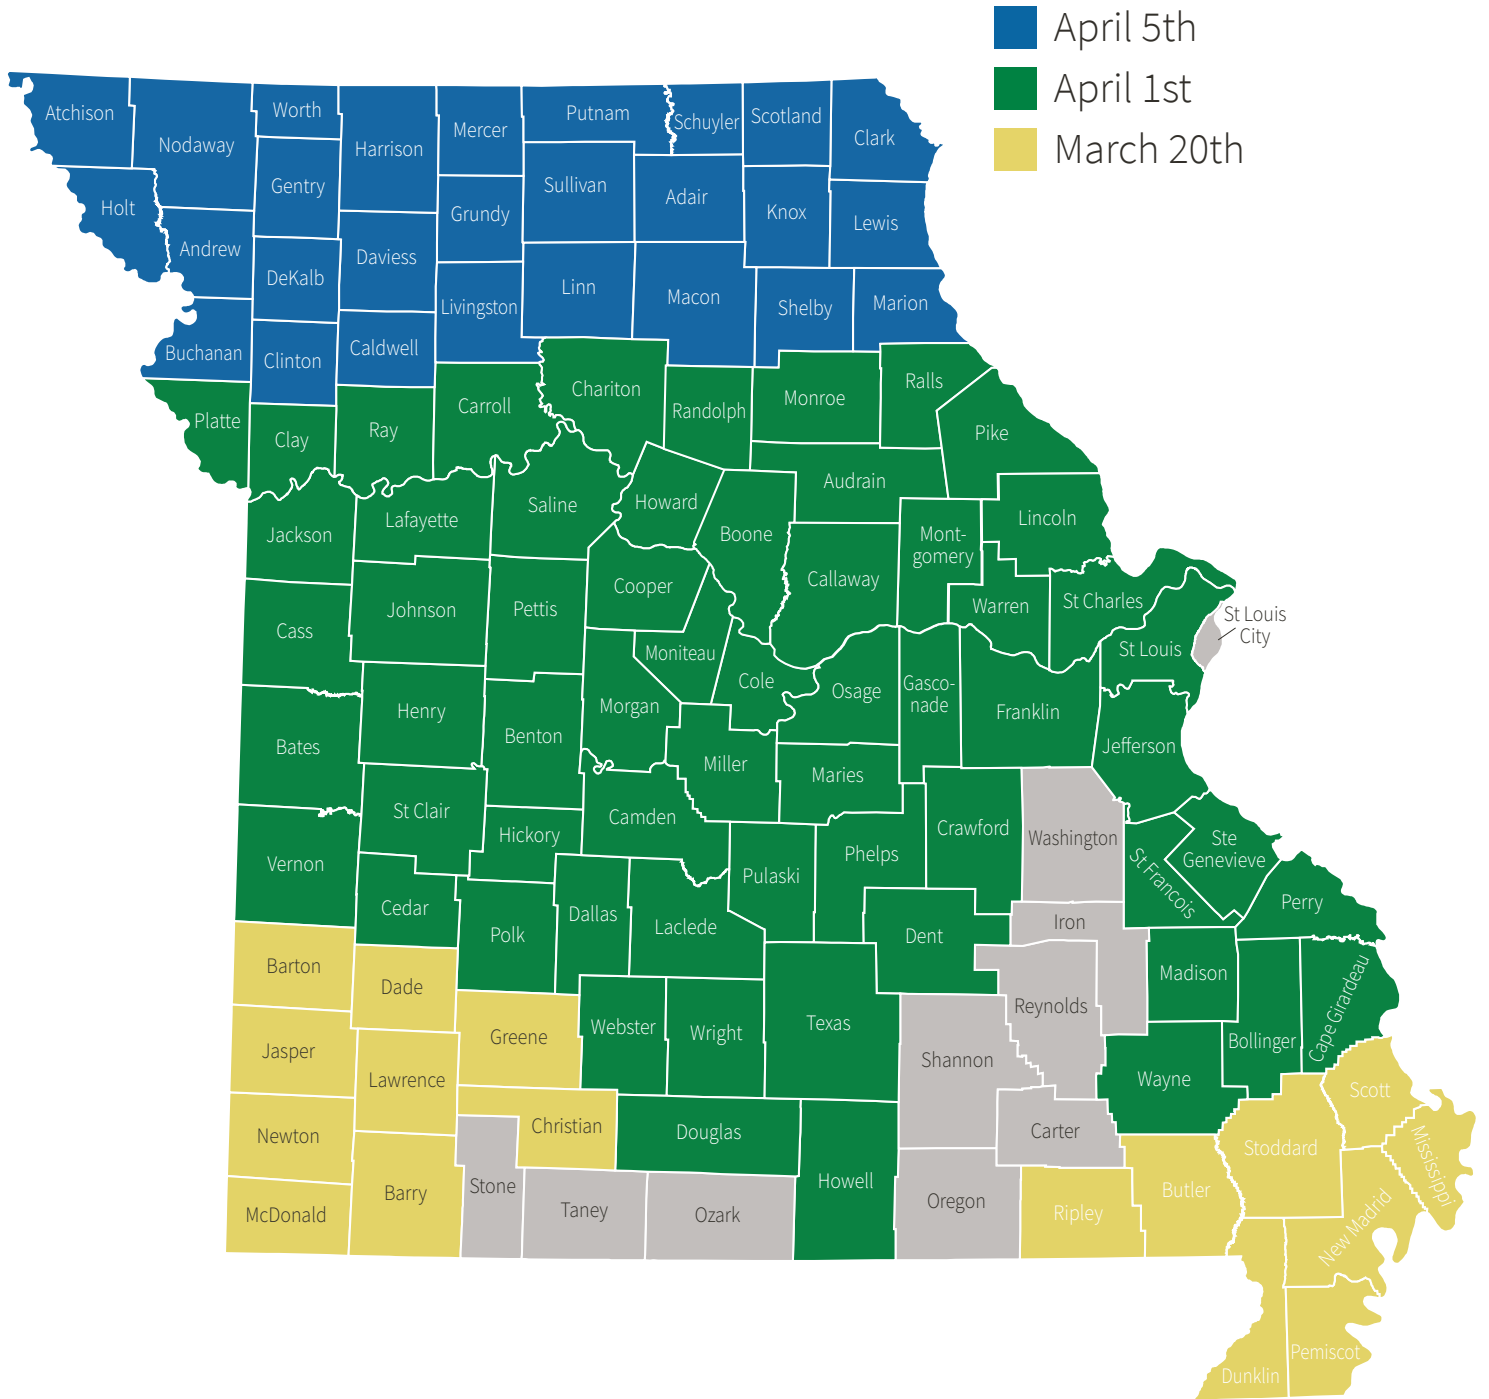 April 5th
April 1st
March 20th
Atchison
Nodaway
Worth
Harrison
Mercer
Putnam
Schuyler
Scotland
Clark
Gentry
Holt
Grundy
Sullivan
Adair
Knox
Lewis
Andrew
DeKalb
Daviess
Livingston
Linn
Macon
Shelby
Marion
Buchanan
Clinton
Caldwell
Platte
Clay
Ray
Carroll
Chariton
Randolph
Monroe
Ralls
Pike
Jackson
Lafayette
Saline
Howard
Boone
Audrain
Callaway
Mont-
gomery
Lincoln
Cass
Johnson
Pettis
Cooper
Moniteau
Cole
Warren
St Charles
St Louis
St Louis
City
Bates
Henry
Benton
Morgan
Miller
Osage
Gasco-
nade
Franklin
Jefferson
Maries
Vernon
St Clair
Hickory
Camden
Pulaski
Phelps
Crawford
Washington
St Francois
Ste
Genevieve
Perry
Cedar
Polk
Dallas
Laclede
Dent
Iron
Barton
Dade
Greene
Webster
Wright
Texas
Reynolds
Madison
Bollinger
Cape Girardeau
Jasper
Lawrence
Christian
Douglas
Shannon
Wayne
Carter
Scott
Newton
Barry
Stone
Taney
Ozark
Howell
Oregon
Ripley
Butler
Stoddard
Mississippi
McDonald
New Madrid
Pemiscot
Dunklin